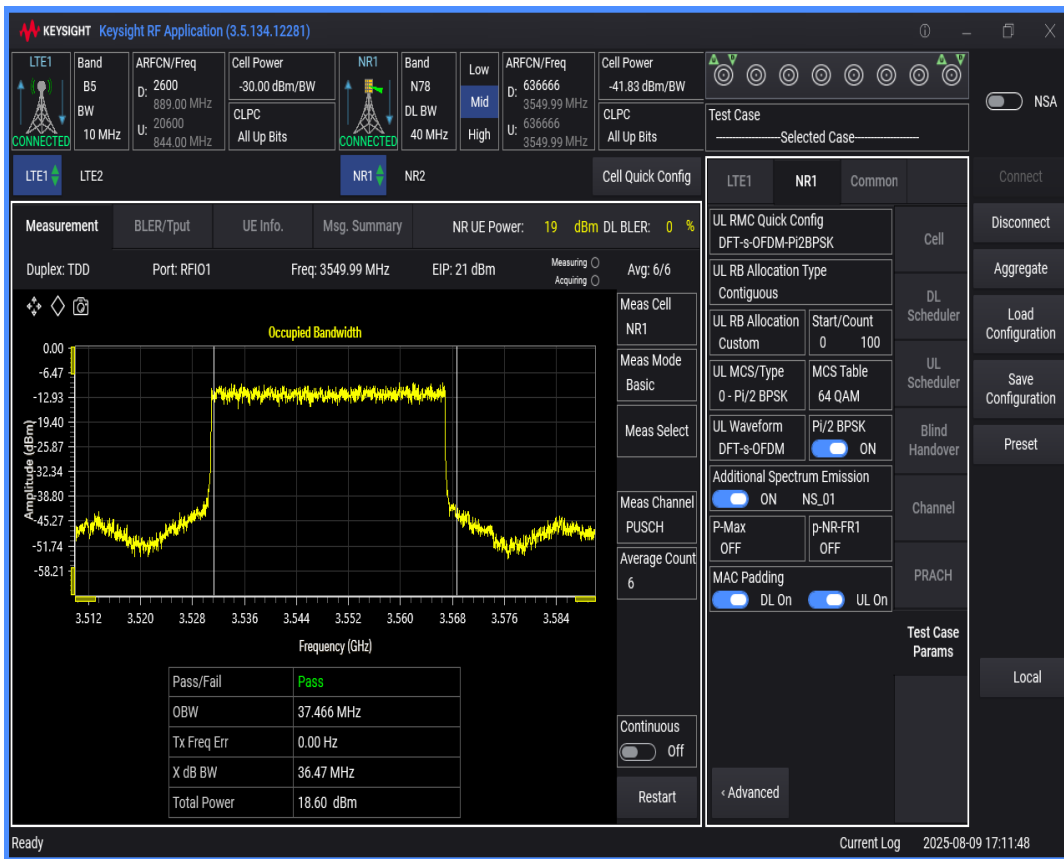 KEYSIGHT Keysight RF Application (3.5.134.12281)
LTE1
CONNECTED
Band
B5
BW
10 MHz
ARFCN/Freq
D: 2600
889.00 MHz
U: 20600
844.00 MHz
Cell Power
-30.00 dBm/BW
CLPC
All Up Bits
NR1
CONNECTED
Band
N78
DL BW
40 MHz
Low
Mid
High
ARFCN/Freq
D: 636666
3549.99 MHz
U: 636666
3549.99 MHz
Cell Power
-41.83 dBm/BW
CLPC
All Up Bits
Test Case
-----------------Selected Case-----------------
NSA
LTE1 LTE2 NR1 NR2 Cell Quick Config
Measurement BLER/Tput UE Info. Msg. Summary NR UE Power: 19 dBm DL BLER: 0 %
Duplex: TDD Port: RFIO1 Freq: 3549.99 MHz EIP: 21 dBm Measuring Avg: 6/6
Acquiring
Occupied Bandwidth
Amplitude (dBm)
0.00
-6.47
-12.93
-19.40
-25.87
-32.34
-38.80
-45.27
-51.74
-58.21
3.512 3.520 3.528 3.536 3.544 3.552 3.560 3.568 3.576 3.584
Frequency (GHz)
Pass/Fail Pass
OBW 37.466 MHz
Tx Freq Err 0.00 Hz
X dB BW 36.47 MHz
Total Power 18.60 dBm
Meas Cell
NR1
Meas Mode
Basic
Meas Select
Meas Channel
PUSCH
Average Count
6
Continuous
Off
Restart
LTE1 NR1 Common
UL RMC Quick Config
DFT-s-OFDM-Pi2BPSK
UL RB Allocation Type
Contiguous
UL RB Allocation Start/Count
Custom 0 100
UL MCS/Type MCS Table
0 - Pi/2 BPSK 64 QAM
UL Waveform Pi/2 BPSK
DFT-s-OFDM ON
Additional Spectrum Emission
ON NS_01
P-Max p-NR-FR1
OFF OFF
MAC Padding
DL On UL On
‹ Advanced
Cell
DL
Scheduler
UL
Scheduler
Blind
Handover
Channel
PRACH
Test Case
Params
Connect
Disconnect
Aggregate
Load
Configuration
Save
Configuration
Preset
Local
Ready Current Log 2025-08-09 17:11:48